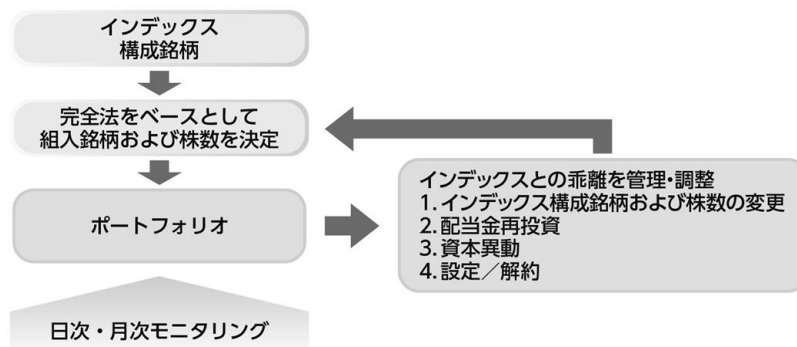 インデックス
構成銘柄
完全法をベースとして
組入銘柄および株数を決定
ポートフォリオ
日次・月次モニタリング
インデックスとの乖離を管理・調整
1. インデックス構成銘柄および株数の変更
2. 配当金再投資
3. 資本異動
4. 設定／解約